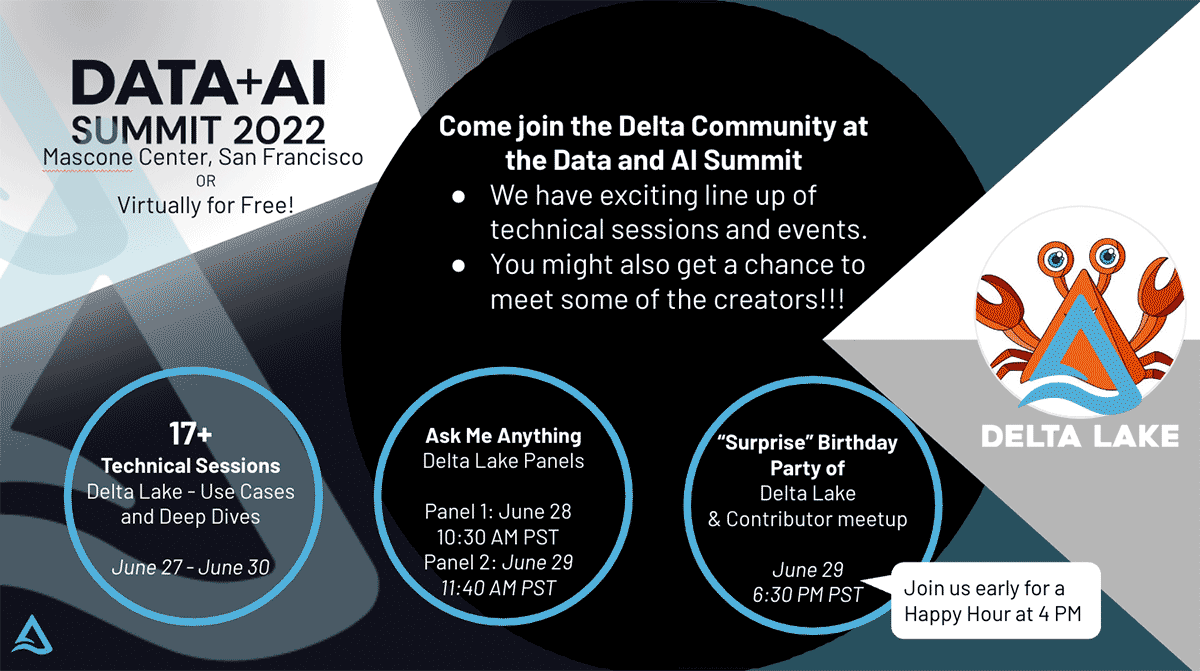 DATA+AI
SUMMIT 2022
Mascone Center, San Francisco
OR
Virtually for Free!
Come join the Delta Community at
the Data and AI Summit
● We have exciting line up of
technical sessions and events.
● You might also get a chance to
meet some of the creators!!!
DELTA LAKE
17+
Technical Sessions
Delta Lake - Use Cases
and Deep Dives
June 27 - June 30
Ask Me Anything
Delta Lake Panels
Panel 1: June 28
10:30 AM PST
Panel 2: June 29
11:40 AM PST
“Surprise” Birthday
Party of
Delta Lake
& Contributor meetup
June 29
6:30 PM PST
Join us early for a
Happy Hour at 4 PM